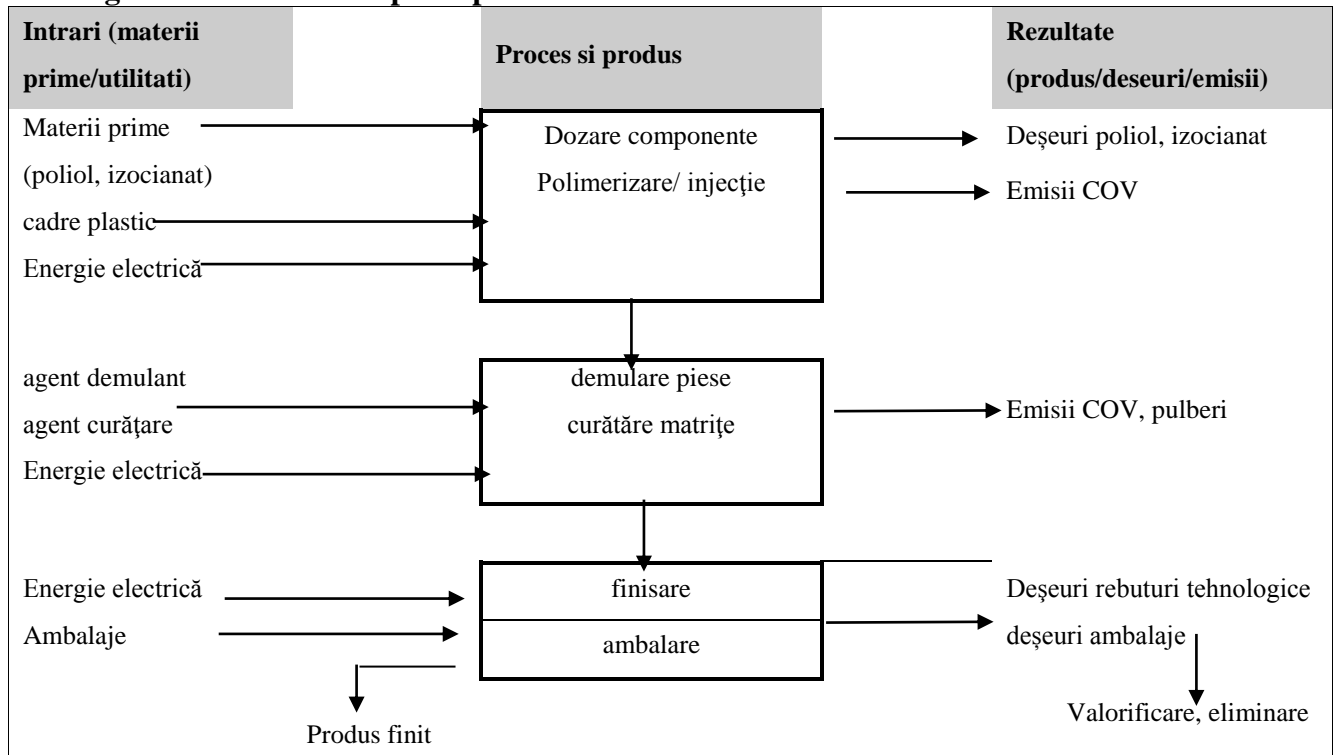 Intrari (materii
prime/utilitati)
Proces si produs
Rezultate
(produs/deseuri/emisii)
Materii prime
(poliol, izocianat)
cadre plastic
Energie electrică
Dozare componente
Polimerizare/ injecţie
Deșeuri poliol, izocianat
Emisii COV
agent demulant
agent curăţare
Energie electrică
demulare piese
curătăre matriţe
Emisii COV, pulberi
Energie electrică
Ambalaje
finisare
ambalare
Deşeuri rebuturi tehnologice
deșeuri ambalaje
Produs finit
Valorificare, eliminare